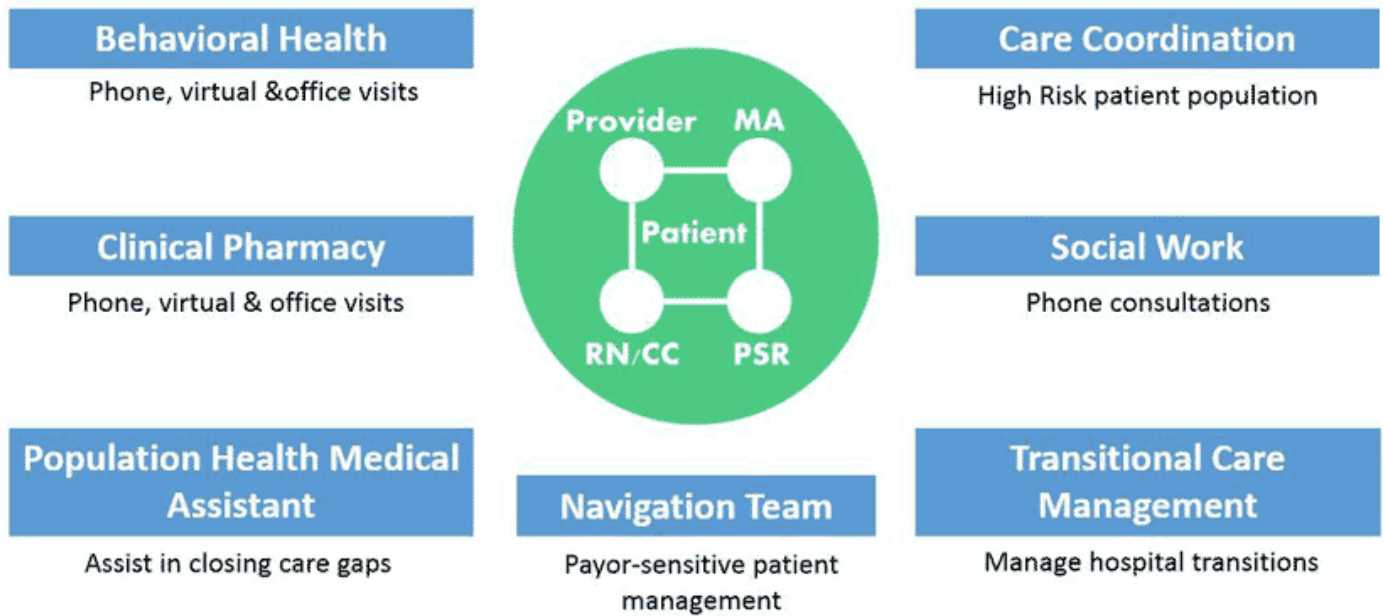 Behavioral Health
Phone, virtual &office visits
Clinical Pharmacy
Phone, virtual & office visits
Population Health Medical
Assistant
Assist in closing care gaps
Provider
MA
Patient
RN/CC
PSR
Navigation Team
Payor-sensitive patient
management
Care Coordination
High Risk patient population
Social Work
Phone consultations
Transitional Care
Management
Manage hospital transitions